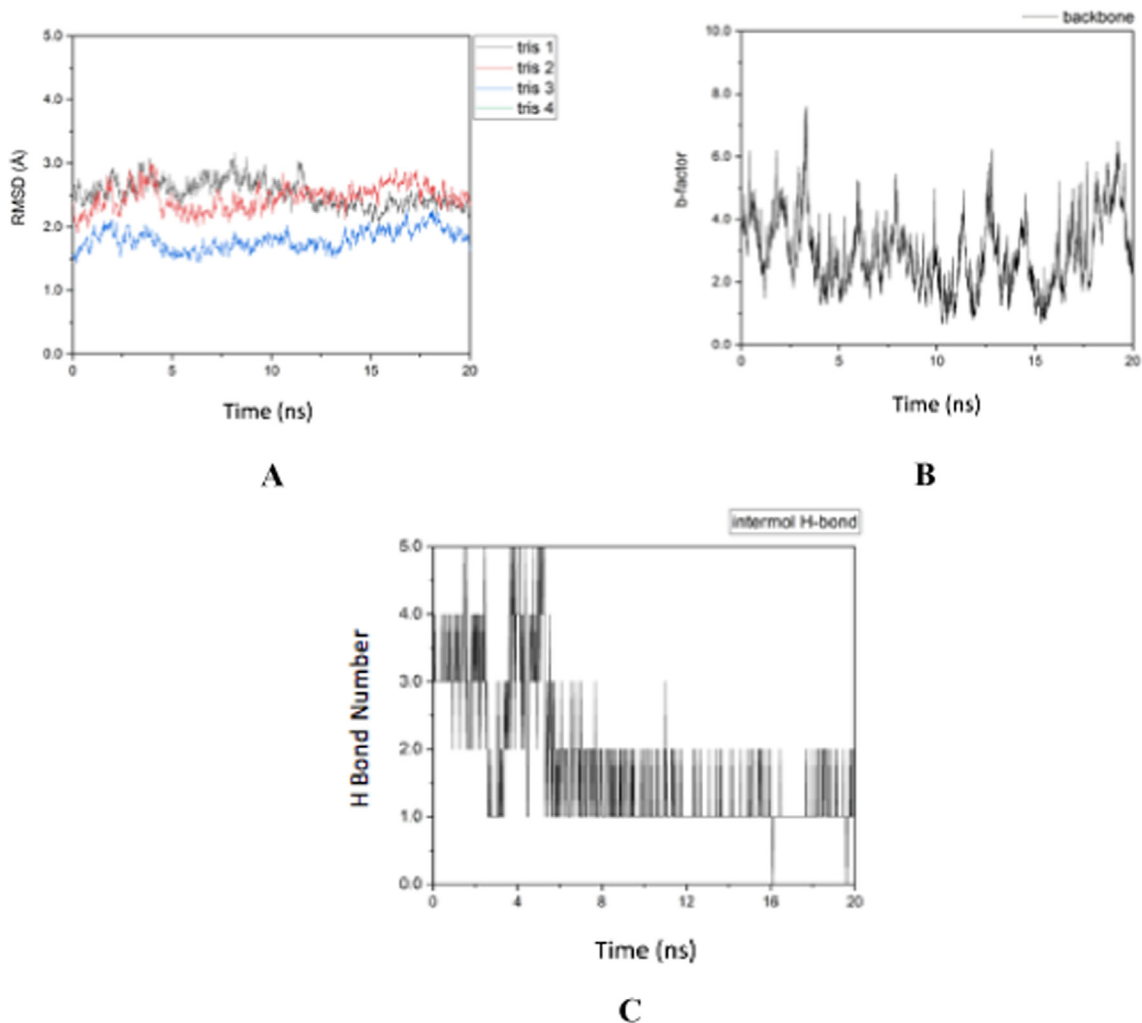 tris 1
tris 2
tris 3
tris 4
5.0
4.0
3.0
2.0
1.0
0.0
RMSD (Å)
0 5 10 15 20
Time (ns)
A
backbone
10.0
8.0
6.0
4.0
2.0
0.0
b-factor
0 5 10 15 20
Time (ns)
B
intermol H-bond
5.0
4.0
3.0
2.0
1.0
0.0
H Bond Number
0 4 8 12 16 20
Time (ns)
C